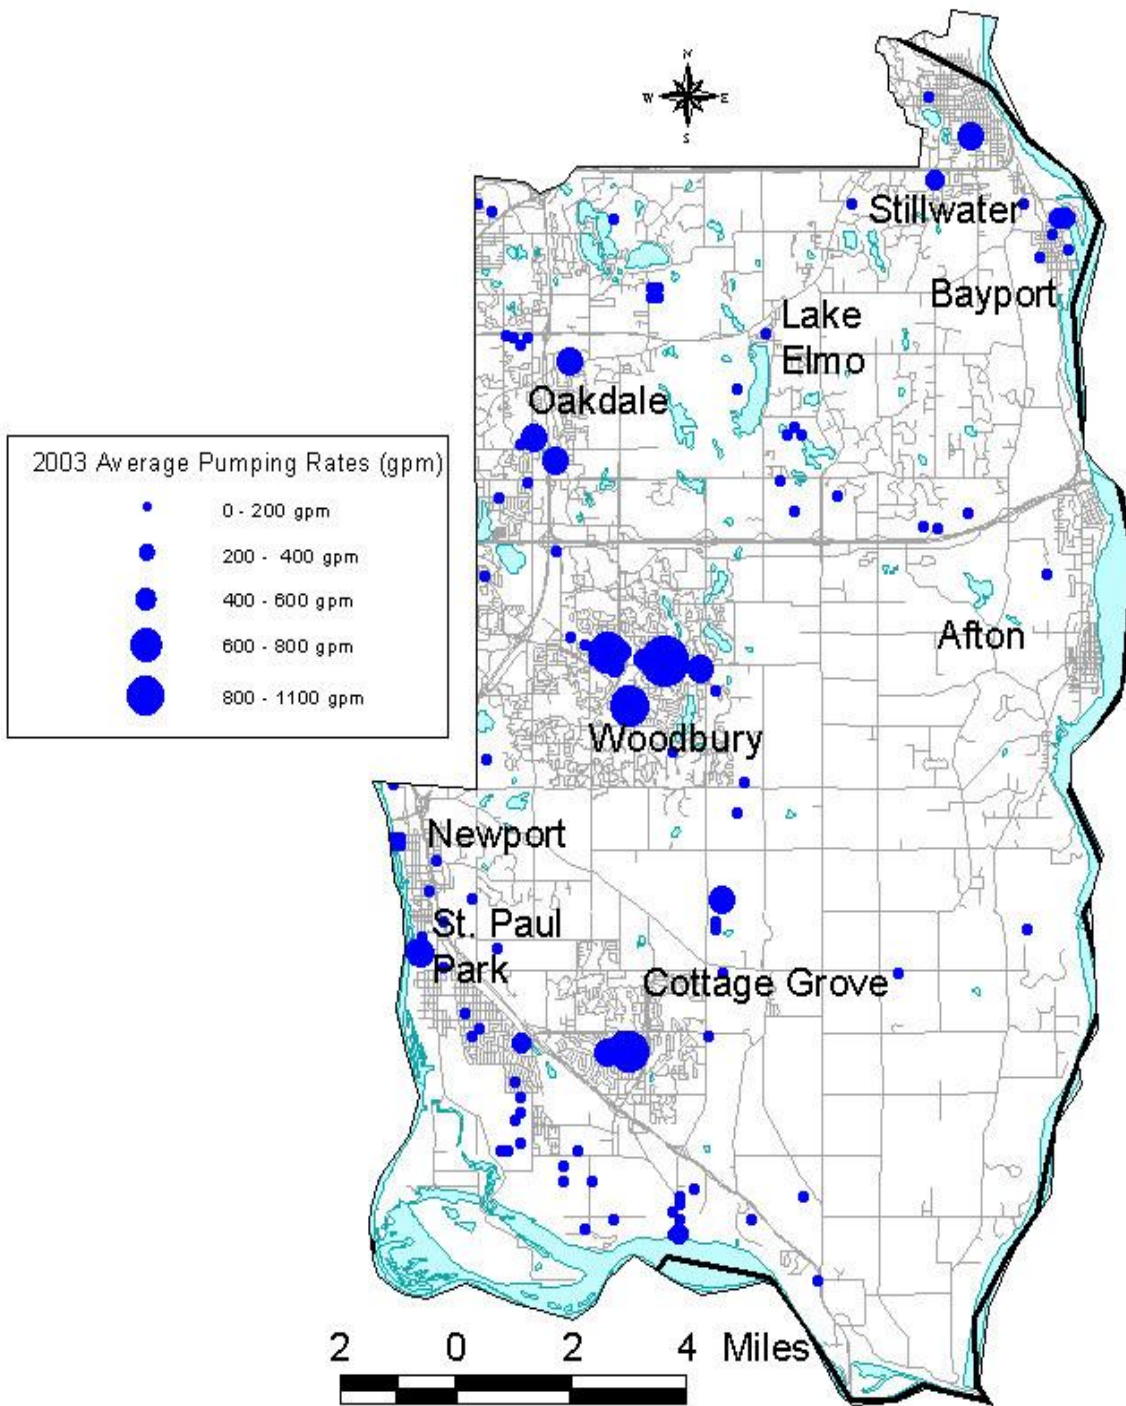 N
W E
S
Stillwater
Bayport
Lake
Elmo
Oakdale
2003 Average Pumping Rates (gpm)
0 - 200 gpm
200 - 400 gpm
400 - 600 gpm
600 - 800 gpm
800 - 1100 gpm
Afton
Woodbury
Newport
St. Paul
Park
Cottage Grove
2 0 2 4 Miles